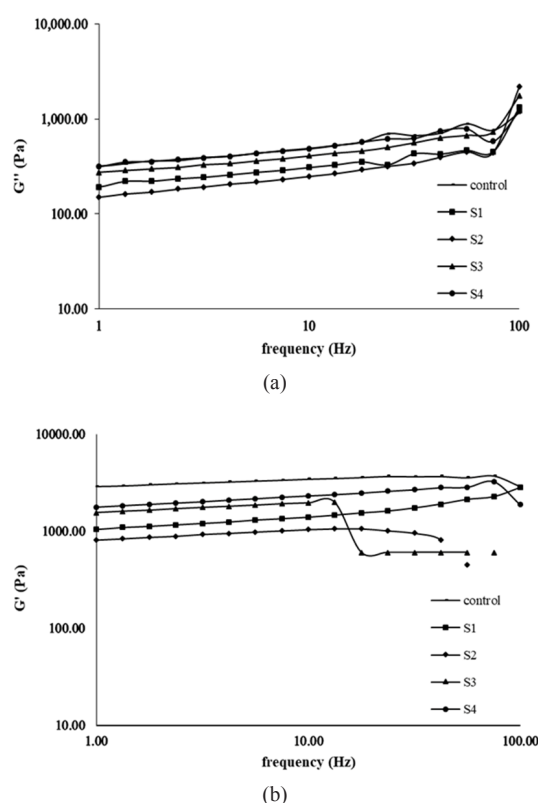 10,000.00
1,000.00
100.00
10.00
G'' (Pa)
control
S1
S2
S3
S4
1 10 100
frequency (Hz)
(a)
10000.00
1000.00
100.00
10.00
G' (Pa)
control
S1
S2
S3
S4
1.00 10.00 100.00
frequency (Hz)
(b)